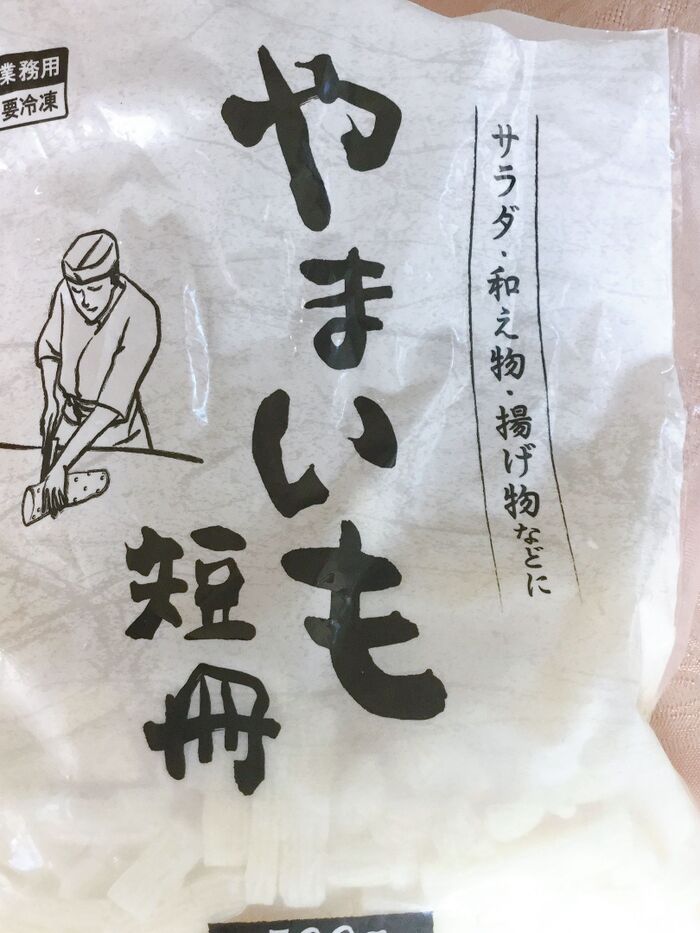 業務用
要冷凍
サラダ・和え物・揚げ物などに
やまいも
短冊